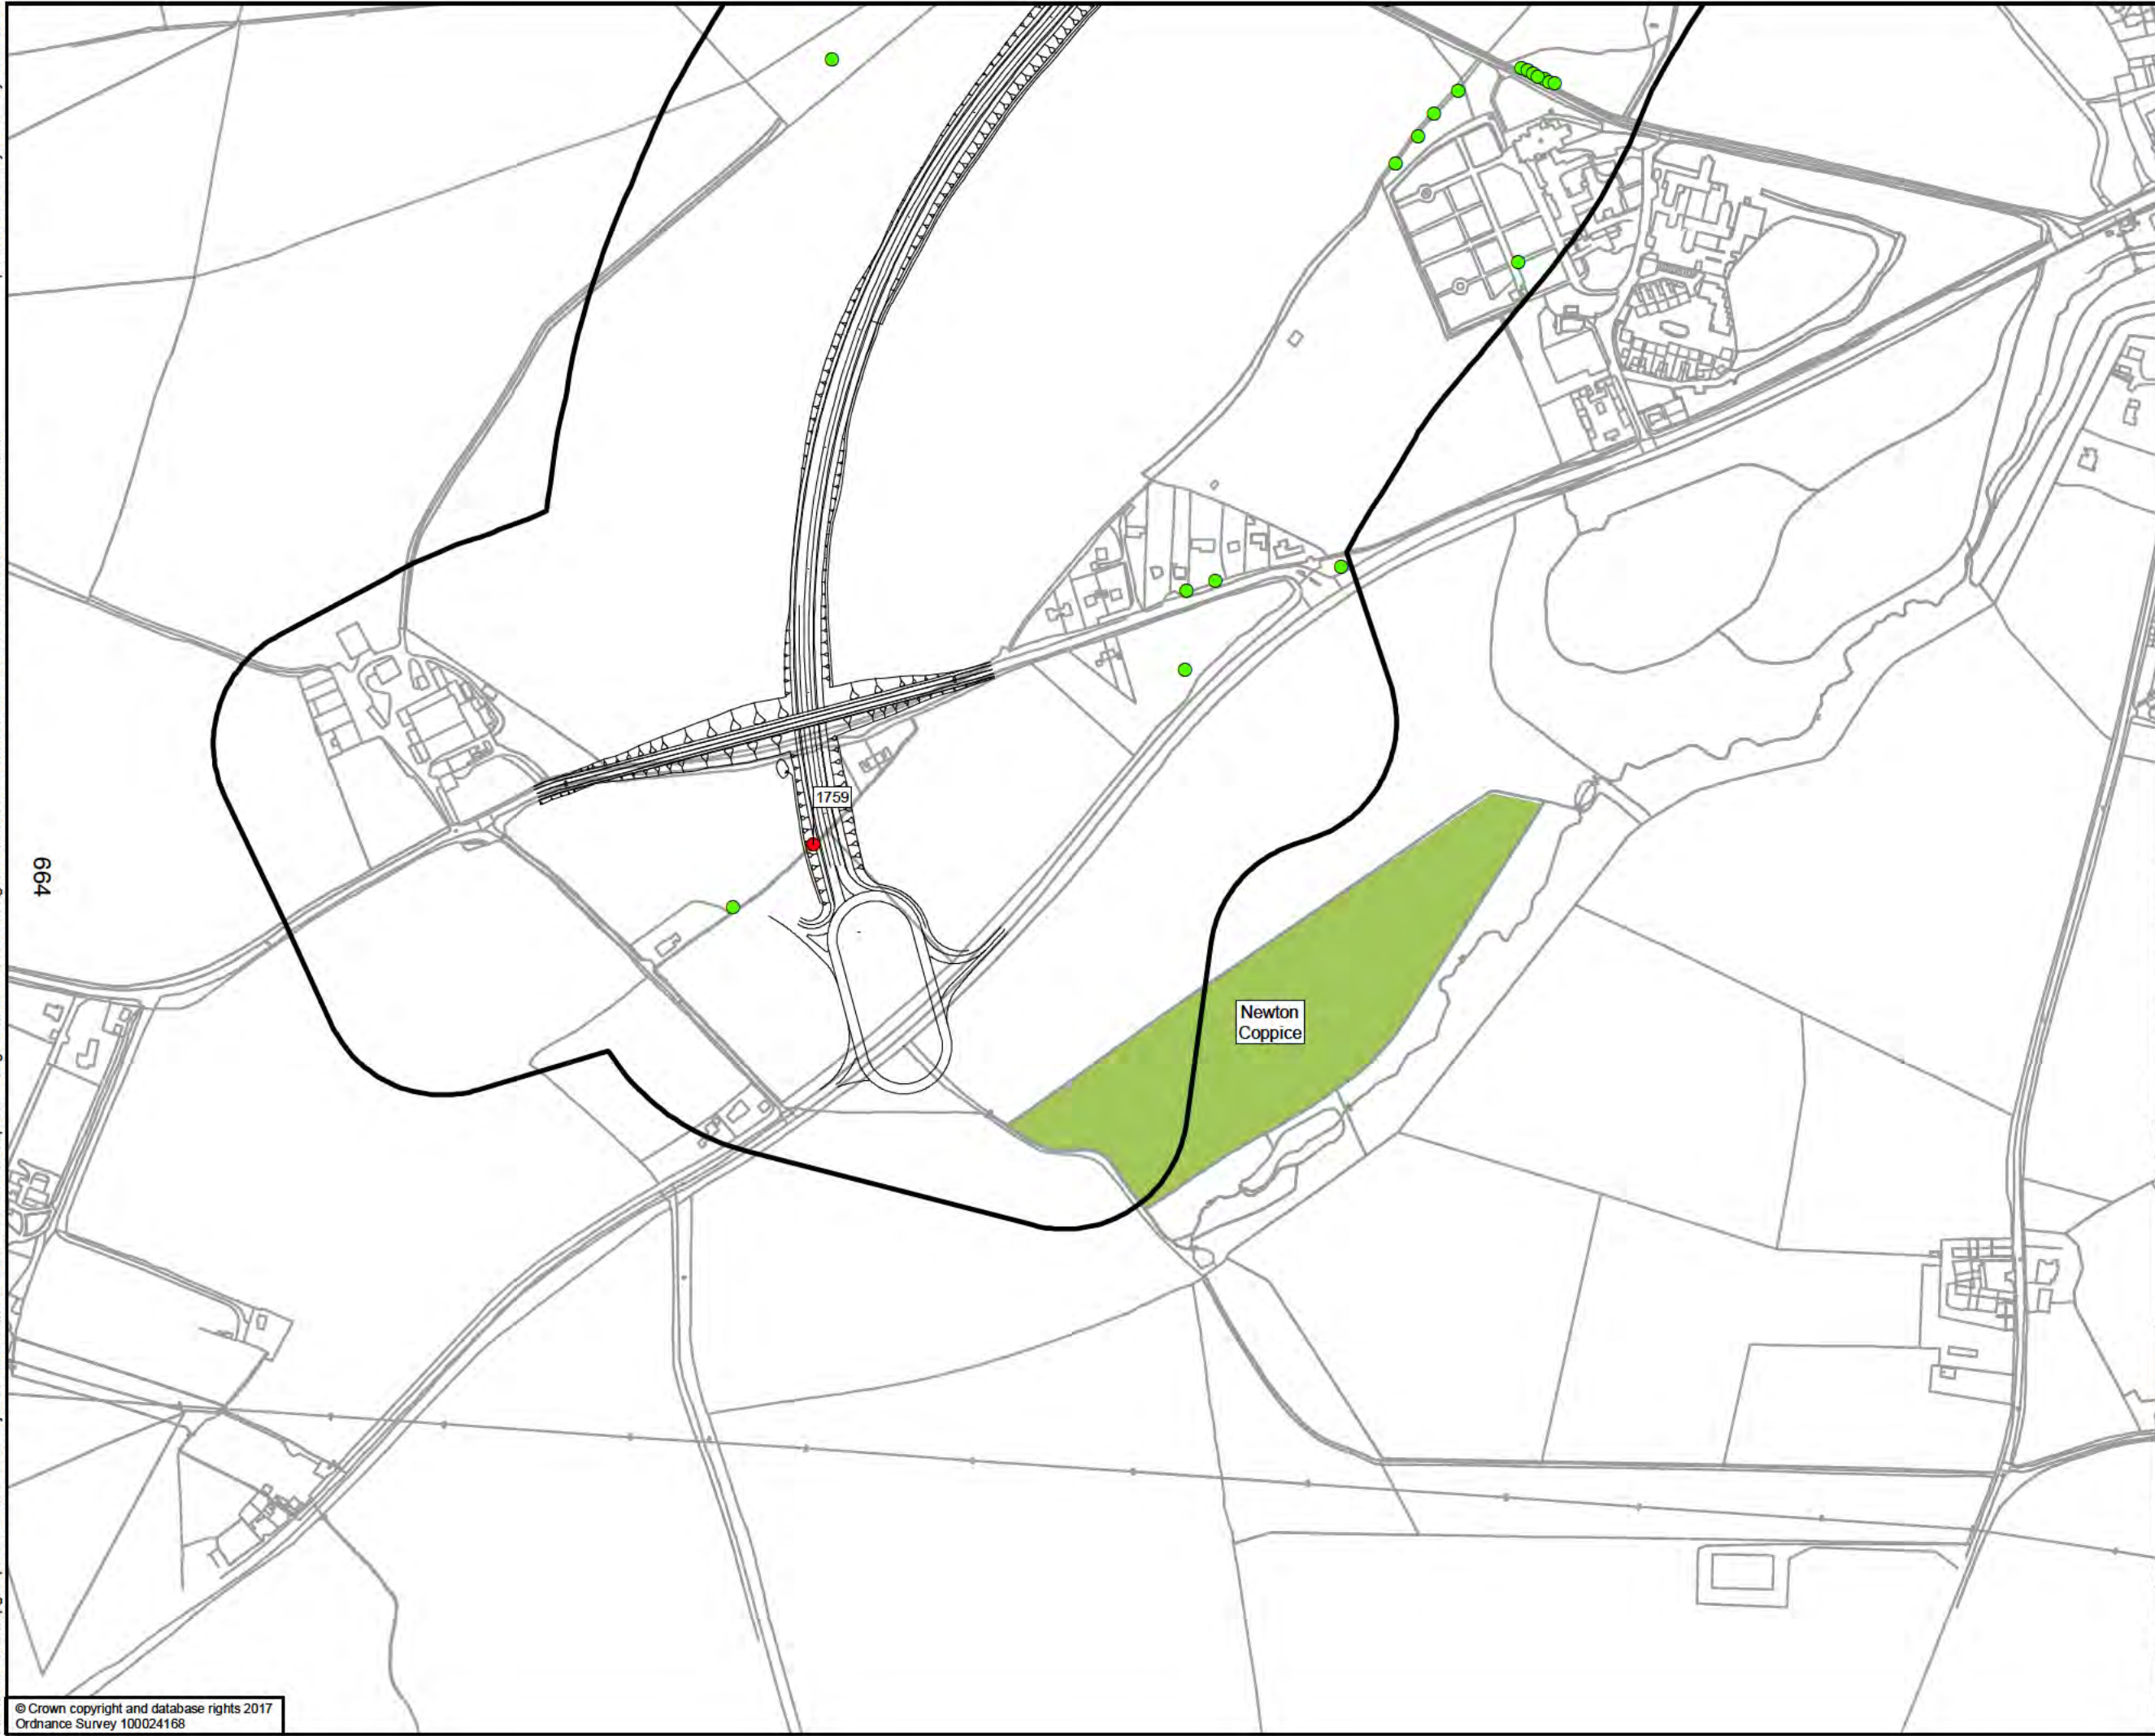 1759
664
Newton
Coppice
© Crown copyright and database rights 2017
Ordnance Survey 100024168